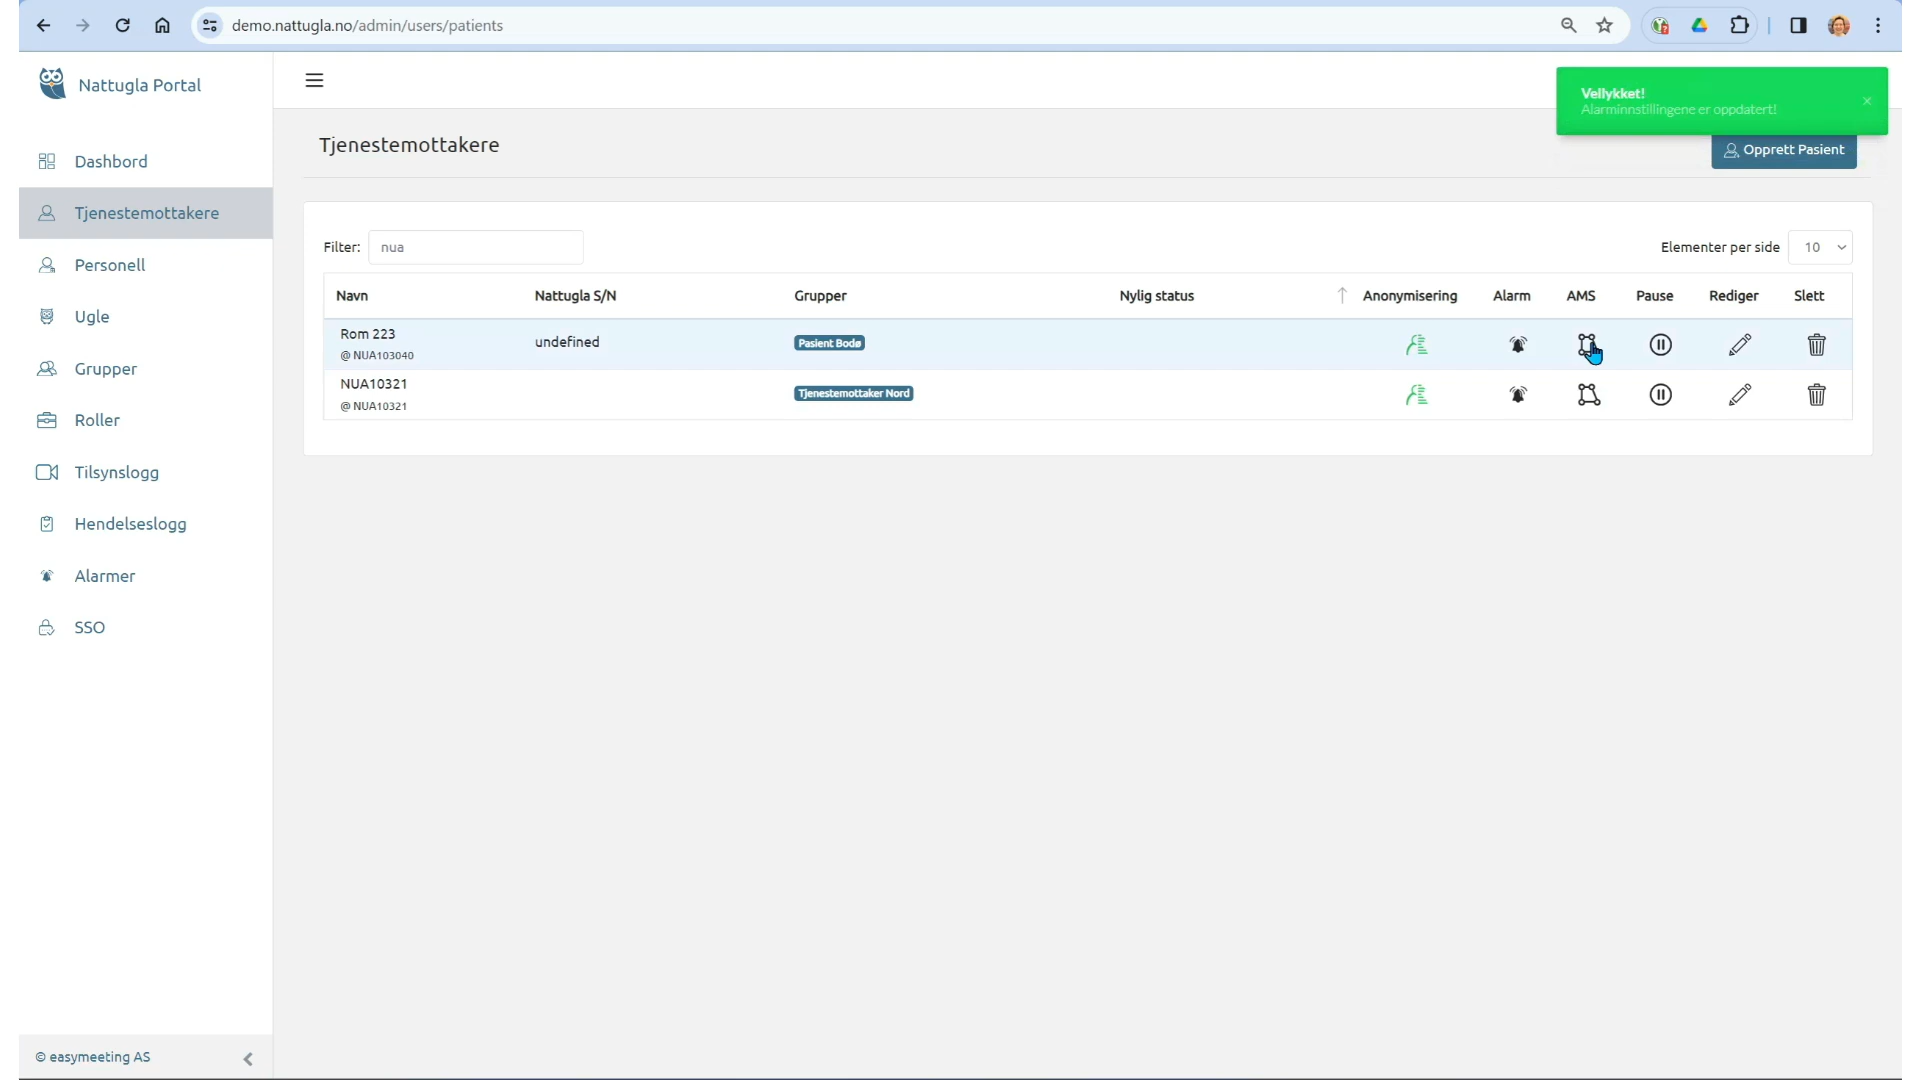 demo.nattugla.no/admin/users/patients
Nattugla Portal
Vellykket!
Alarminnstillingene er oppdatert!
Tjenestemottakere
Opprett Pasient
Dashbord
Tjenestemottakere
Personell
Ugle
Grupper
Roller
Tilsynslogg
Hendelseslogg
Alarmer
SSO
Filter: nua
Elementer per side 10
Navn Nattugla S/N Grupper Nylig status Anonymisering Alarm AMS Pause Rediger Slett
Rom 223 undefined Pasient Bodø
@ NUA103040
NUA10321 Tjenestemottaker Nord
@ NUA10321
© easymeeting AS